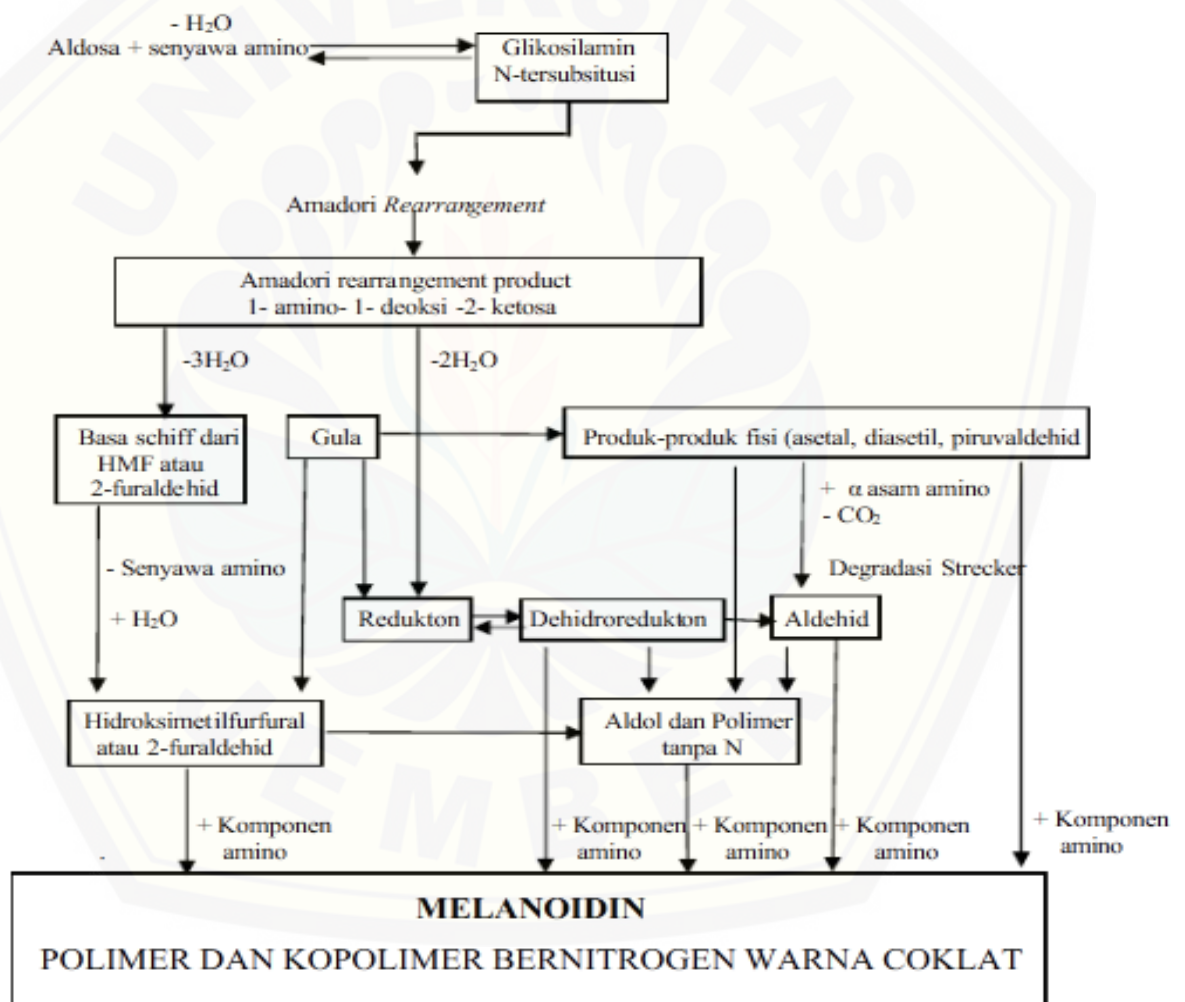 - H₂O
Aldosa + senyawa amino
Glikosilamin
N-tersubsitusi
Amadori Rearrangement
Amadori rearrangement product
1- amino- 1- deoksi -2- ketosa
-3H₂O
-2H₂O
Basa schiff dari
HMF atau
2-furaldehid
Gula
Produk-produk fisi (asetal, diasetil, piruvaldehid
+ α asam amino
- CO₂
- Senyawa amino
Degradasi Strecker
+ H₂O
Redukton
Dehidroredukton
Aldehid
Hidroksimetilfurfural
atau 2-furaldehid
Aldol dan Polimer
tanpa N
+ Komponen
amino
+ Komponen
amino
+ Komponen
amino
+ Komponen
amino
+ Komponen
amino
MELANOIDIN
POLIMER DAN KOPOLIMER BERNITROGEN WARNA COKLAT
UNIVERSITAS
JEMBER